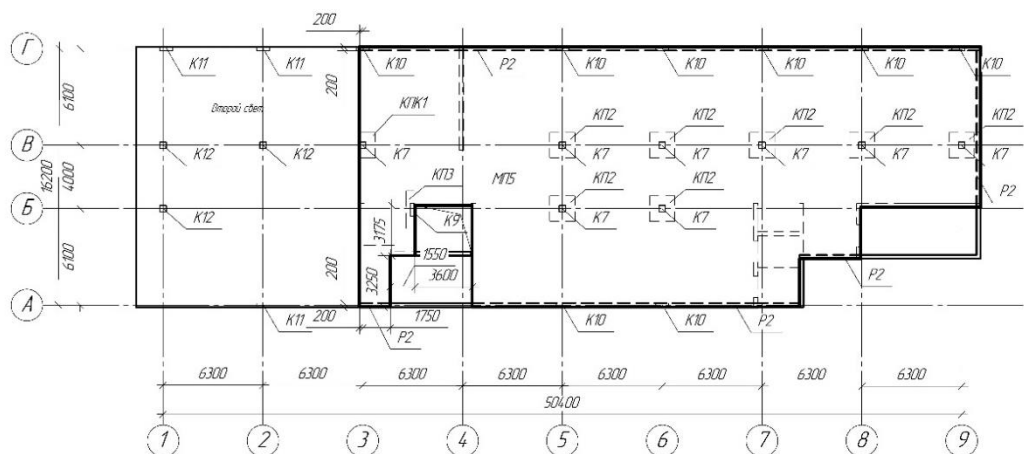 200
Г
К11
К11
К10
Р2
К10
К10
К10
К10
К10
200
6100
Второй свет
КПК1
КП2
КП2
КП2
КП2
КП2
В
К12
К12
К7
К7
К7
К7
К7
К7
16200
4000
КП3
МП5
КП2
КП2
Р2
Б
К12
К9
К7
К7
3175
1550
6100
200
3250
3600
Р2
А
К11
200
1750
Р2
К10
К10
Р2
6300
6300
6300
6300
6300
6300
6300
6300
50400
1
2
3
4
5
6
7
8
9